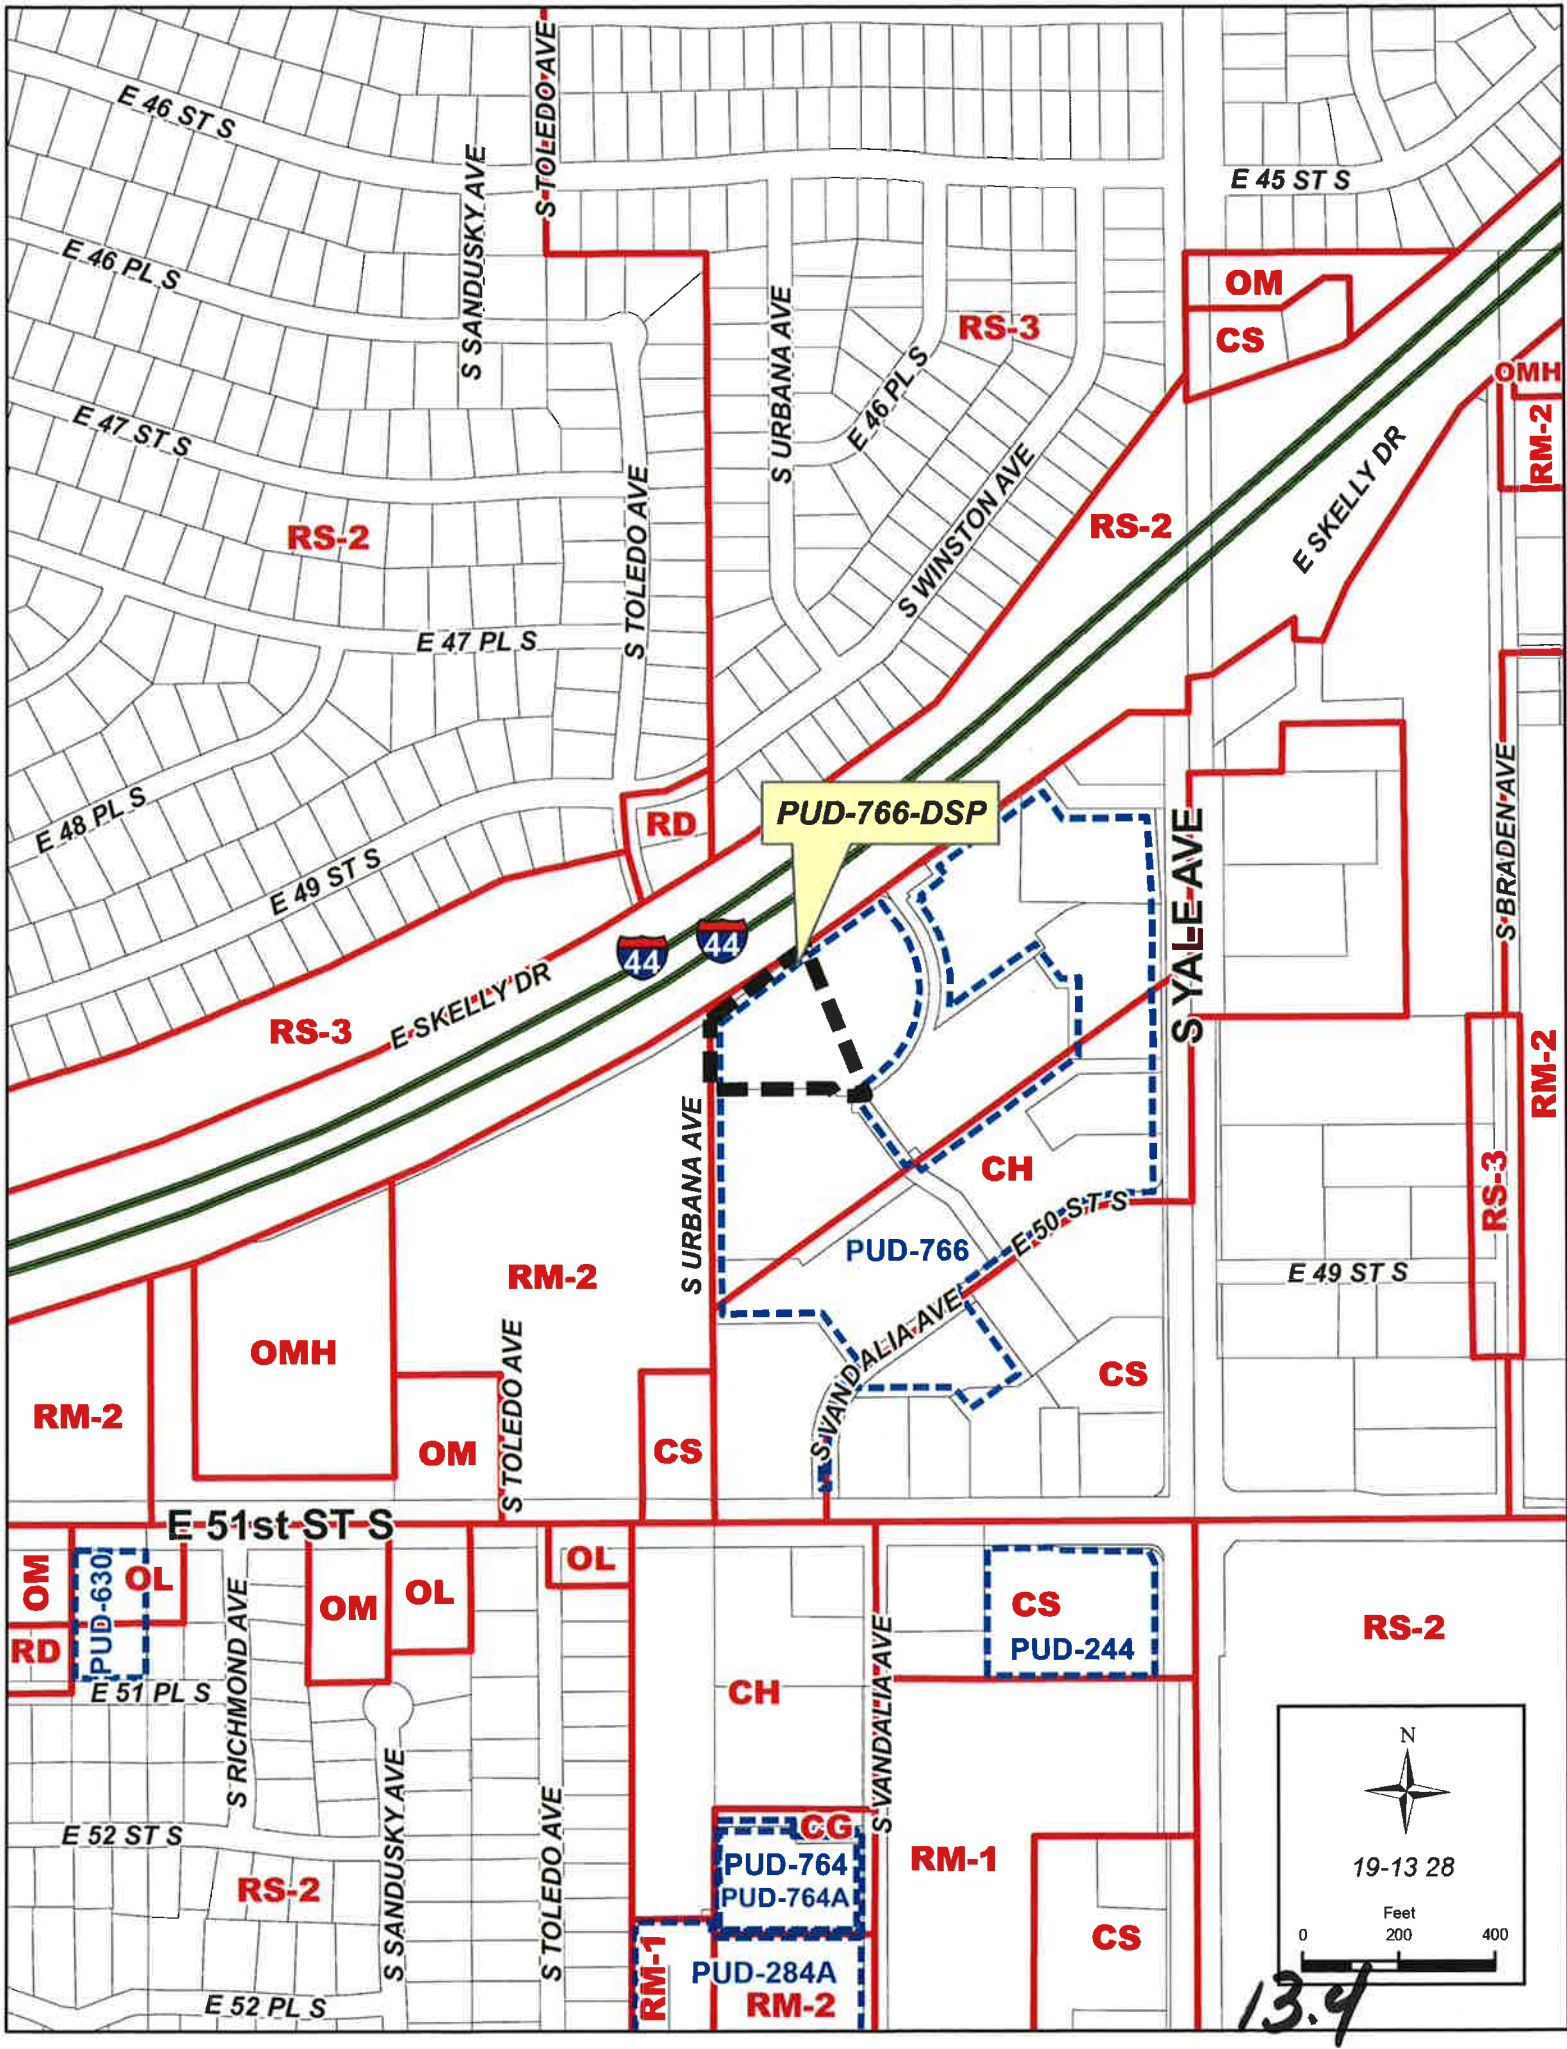 S TOLEDO AVE
E 46 ST S
S SANDUSKY AVE
E 45 ST S
E 46 PL S
OM
S URBANA AVE
RS-3
CS
E 46 PL S
OMH
RM-2
E 47 ST S
E SKELLY DR
S WINSTON AVE
RS-2
RS-2
S TOLEDO AVE
E 47 PL S
S BRADEN AVE
E 48 PL S
RD
PUD-766-DSP
S YALE AVE
E 49 ST S
44
44
E SKELLY DR
RS-3
RM-2
S URBANA AVE
CH
RS-3
E 50 ST S
PUD-766
RM-2
E 49 ST S
OMH
S VANDALIA AVE
S TOLEDO AVE
CS
RM-2
OM
CS
E 51st ST S
OM
PUD-630
OL
OM
OL
OL
CS
PUD-244
RS-2
RD
E 51 PL S
S RICHMOND AVE
CH
S VANDALIA AVE
N
S SANDUSKY AVE
S TOLEDO AVE
CG
E 52 ST S
PUD-764
PUD-764A
RM-1
19-13 28
RS-2
Feet
0 200 400
CS
RM-1
PUD-284A
RM-2
E 52 PL S
13.4